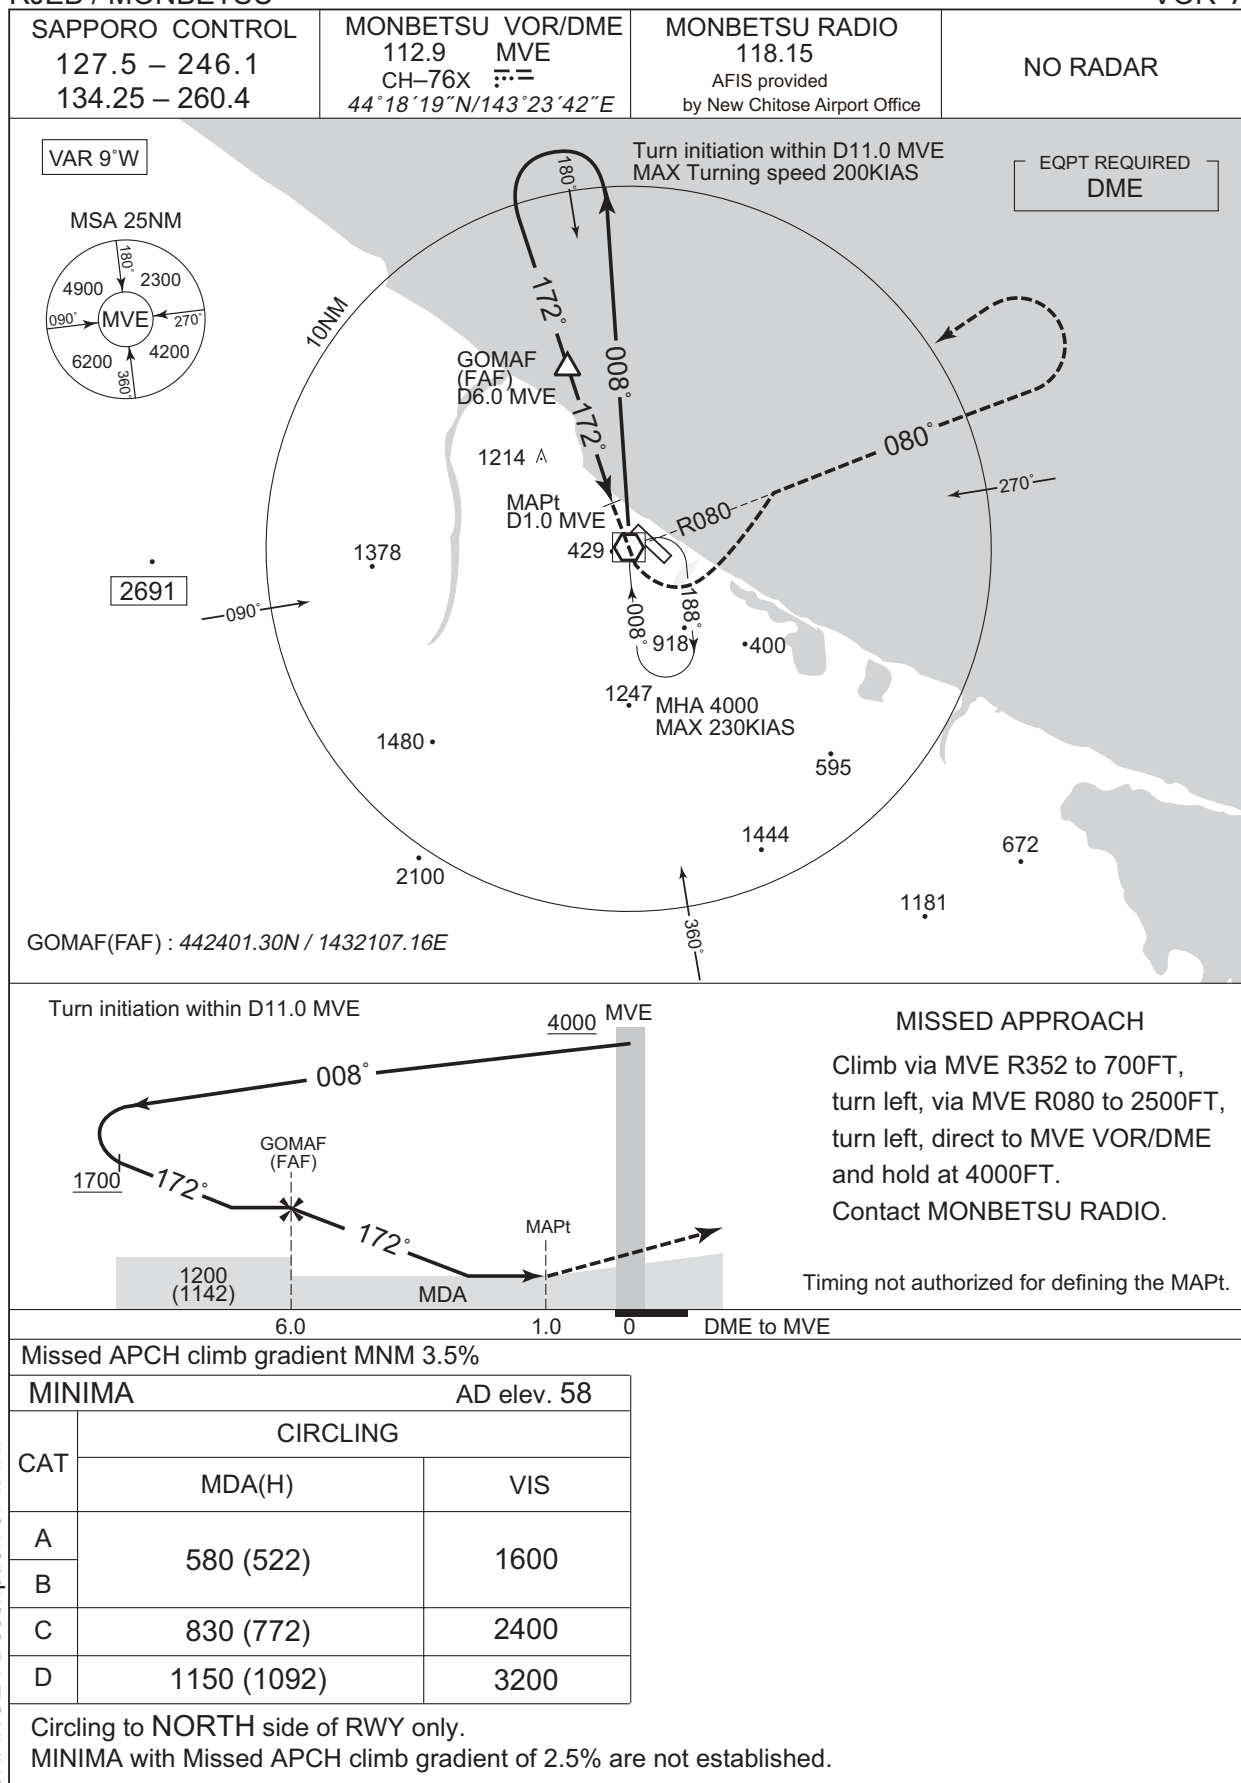 SAPPORO CONTROL
127.5 – 246.1
134.25 – 260.4
MONBETSU VOR/DME
112.9 MVE
CH–76X
44°18´19˝N/143°23´42˝E
MONBETSU RADIO
118.15
AFIS provided
by New Chitose Airport Office
NO RADAR
VAR 9°W
Turn initiation within D11.0 MVE
MAX Turning speed 200KIAS
EQPT REQUIRED
DME
MSA 25NM
180°
4900
2300
090°
MVE
270°
6200
4200
360°
180°
10NM
172°
008°
GOMAF
(FAF)
D6.0 MVE
172°
080°
1214
270°
MAPt
D1.0 MVE
R080
429
1378
2691
090°
188°
008°
918
400
1247
MHA 4000
MAX 230KIAS
1480
595
1444
672
2100
1181
360°
GOMAF(FAF) : 442401.30N / 1432107.16E
Turn initiation within D11.0 MVE
4000
MVE
008°
GOMAF
(FAF)
1700
172°
172°
MAPt
1200
(1142)
MDA
6.0
1.0
0
DME to MVE
MISSED APPROACH
Climb via MVE R352 to 700FT,
turn left, via MVE R080 to 2500FT,
turn left, direct to MVE VOR/DME
and hold at 4000FT.
Contact MONBETSU RADIO.
Timing not authorized for defining the MAPt.
Missed APCH climb gradient MNM 3.5%
MINIMA AD elev. 58
CAT
CIRCLING
MDA(H) VIS
A
B
580 (522) 1600
C 830 (772) 2400
D 1150 (1092) 3200
Circling to NORTH side of RWY only.
MINIMA with Missed APCH climb gradient of 2.5% are not established.